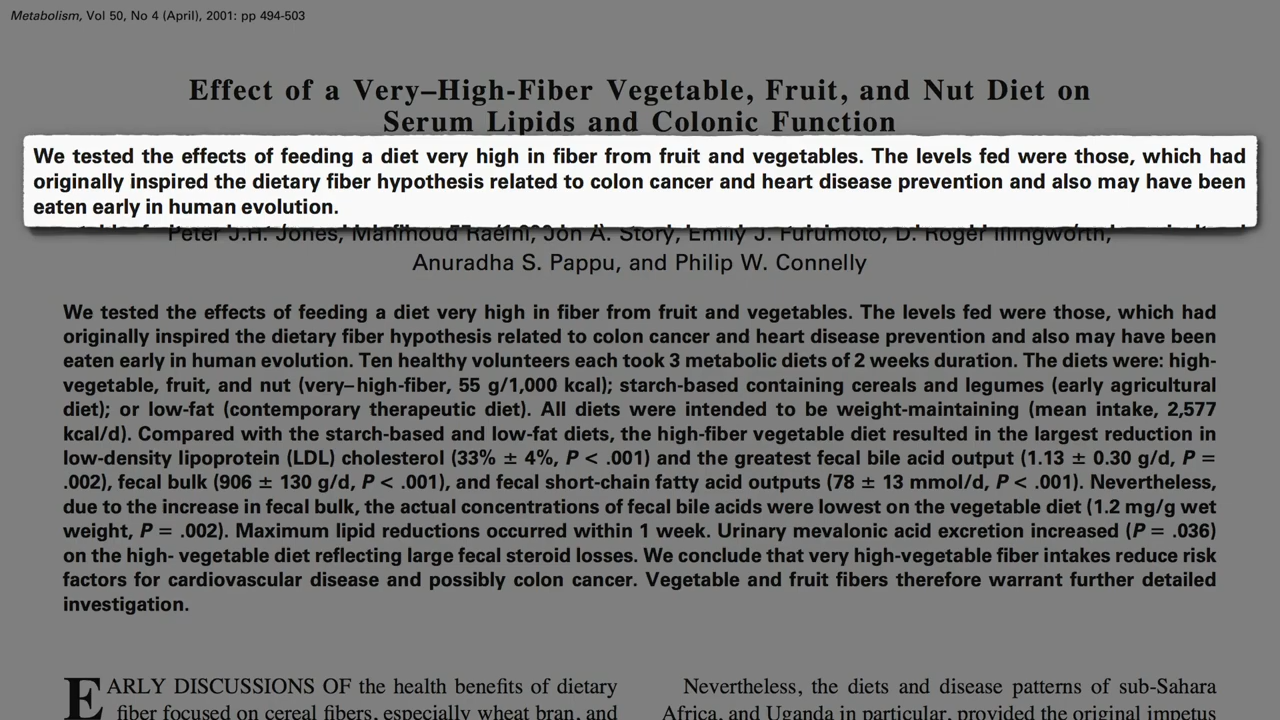 Metabolism, Vol 50, No 4 (April), 2001: pp 494-503
Effect of a Very–High-Fiber Vegetable, Fruit, and Nut Diet on
Serum Lipids and Colonic Function
We tested the effects of feeding a diet very high in fiber from fruit and vegetables. The levels fed were those, which had
originally inspired the dietary fiber hypothesis related to colon cancer and heart disease prevention and also may have been
eaten early in human evolution.
Peter J.H. Jones, Mahmoud Raeini, Jon A. Story, Emily J. Furumoto, D. Roger Illingworth,
Anuradha S. Pappu, and Philip W. Connelly
We tested the effects of feeding a diet very high in fiber from fruit and vegetables. The levels fed were those, which had
originally inspired the dietary fiber hypothesis related to colon cancer and heart disease prevention and also may have been
eaten early in human evolution. Ten healthy volunteers each took 3 metabolic diets of 2 weeks duration. The diets were: high-
vegetable, fruit, and nut (very–high-fiber, 55 g/1,000 kcal); starch-based containing cereals and legumes (early agricultural
diet); or low-fat (contemporary therapeutic diet). All diets were intended to be weight-maintaining (mean intake, 2,577
kcal/d). Compared with the starch-based and low-fat diets, the high-fiber vegetable diet resulted in the largest reduction in
low-density lipoprotein (LDL) cholesterol (33% ± 4%, P < .001) and the greatest fecal bile acid output (1.13 ± 0.30 g/d, P =
.002), fecal bulk (906 ± 130 g/d, P < .001), and fecal short-chain fatty acid outputs (78 ± 13 mmol/d, P < .001). Nevertheless,
due to the increase in fecal bulk, the actual concentrations of fecal bile acids were lowest on the vegetable diet (1.2 mg/g wet
weight, P = .002). Maximum lipid reductions occurred within 1 week. Urinary mevalonic acid excretion increased (P = .036)
on the high- vegetable diet reflecting large fecal steroid losses. We conclude that very high-vegetable fiber intakes reduce risk
factors for cardiovascular disease and possibly colon cancer. Vegetable and fruit fibers therefore warrant further detailed
investigation.
EARLY DISCUSSIONS OF the health benefits of dietary
fiber focused on cereal fibers, especially wheat bran, and
Nevertheless, the diets and disease patterns of sub-Sahara
Africa, and Uganda in particular, provided the original impetus